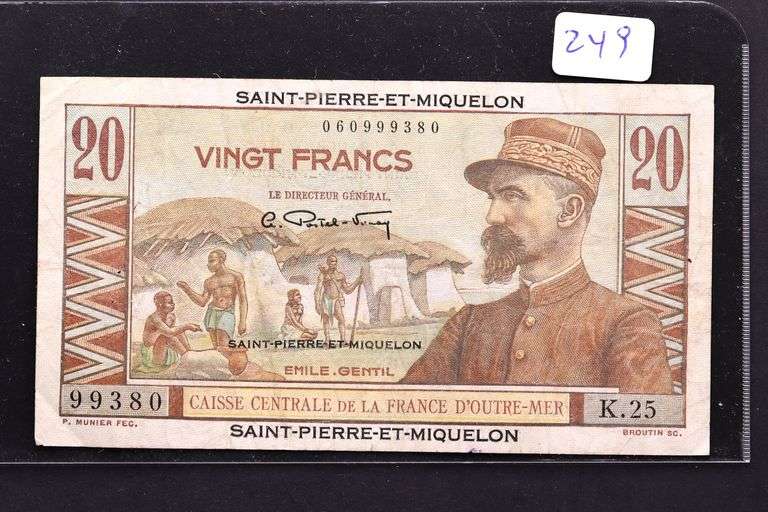 249
SAINT-PIERRE-ET-MIQUELON
20
060999380
20
VINGT FRANCS
LE DIRECTEUR GÉNÉRAL,
SAINT-PIERRE-ET-MIQUELON
EMILE.GENTIL
99380
CAISSE CENTRALE DE LA FRANCE D'OUTRE-MER
K.25
P. MUNIER FEC.
SAINT-PIERRE-ET-MIQUELON
BROUTIN SC.